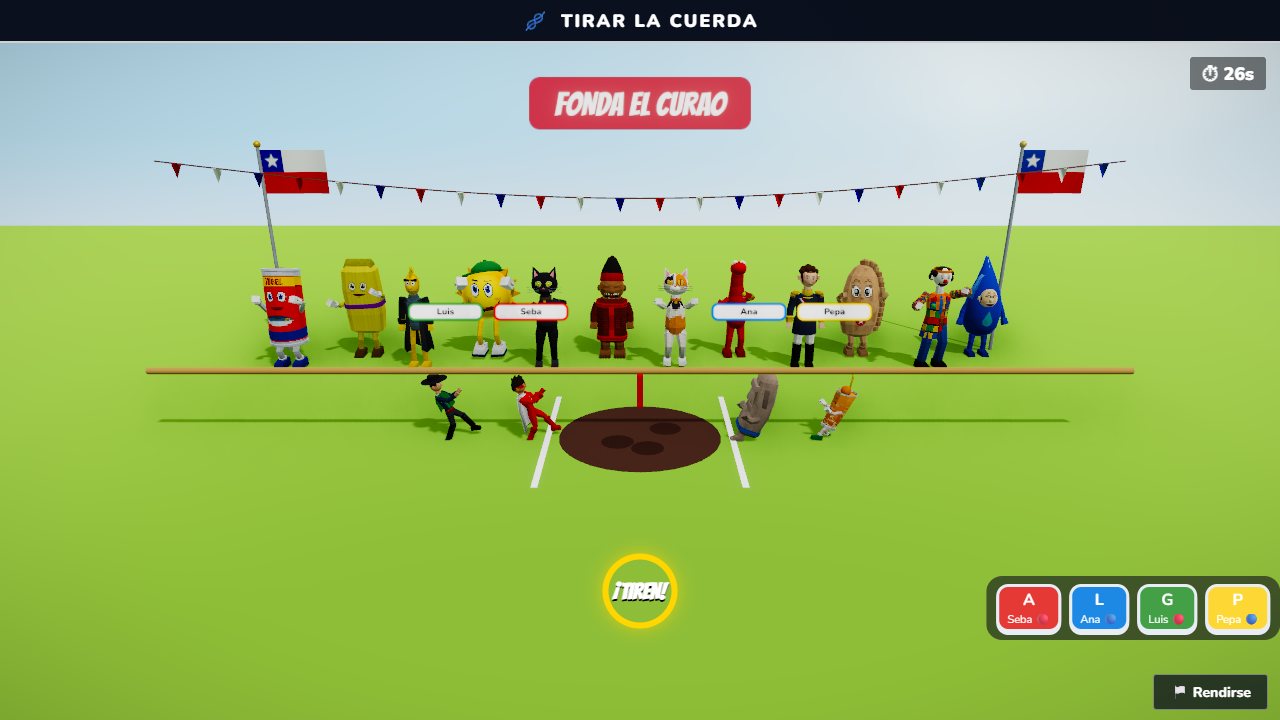 TIRAR LA CUERDA
26s
FONDA EL CURAO
Luis
Seba
Ana
Pepa
¡TIREN!
A
Seba
L
Ana
G
Luis
P
Pepa
Rendirse